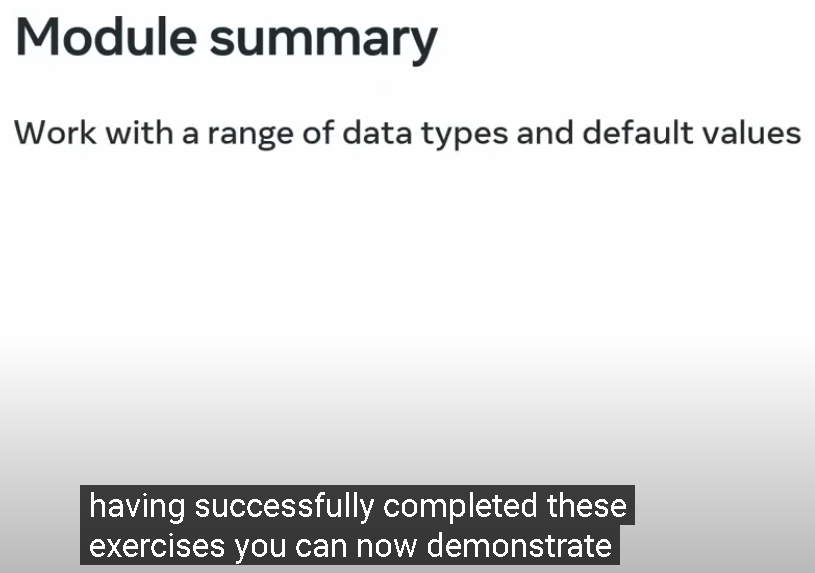 Module summary
Work with a range of data types and default values
having successfully completed these
exercises you can now demonstrate